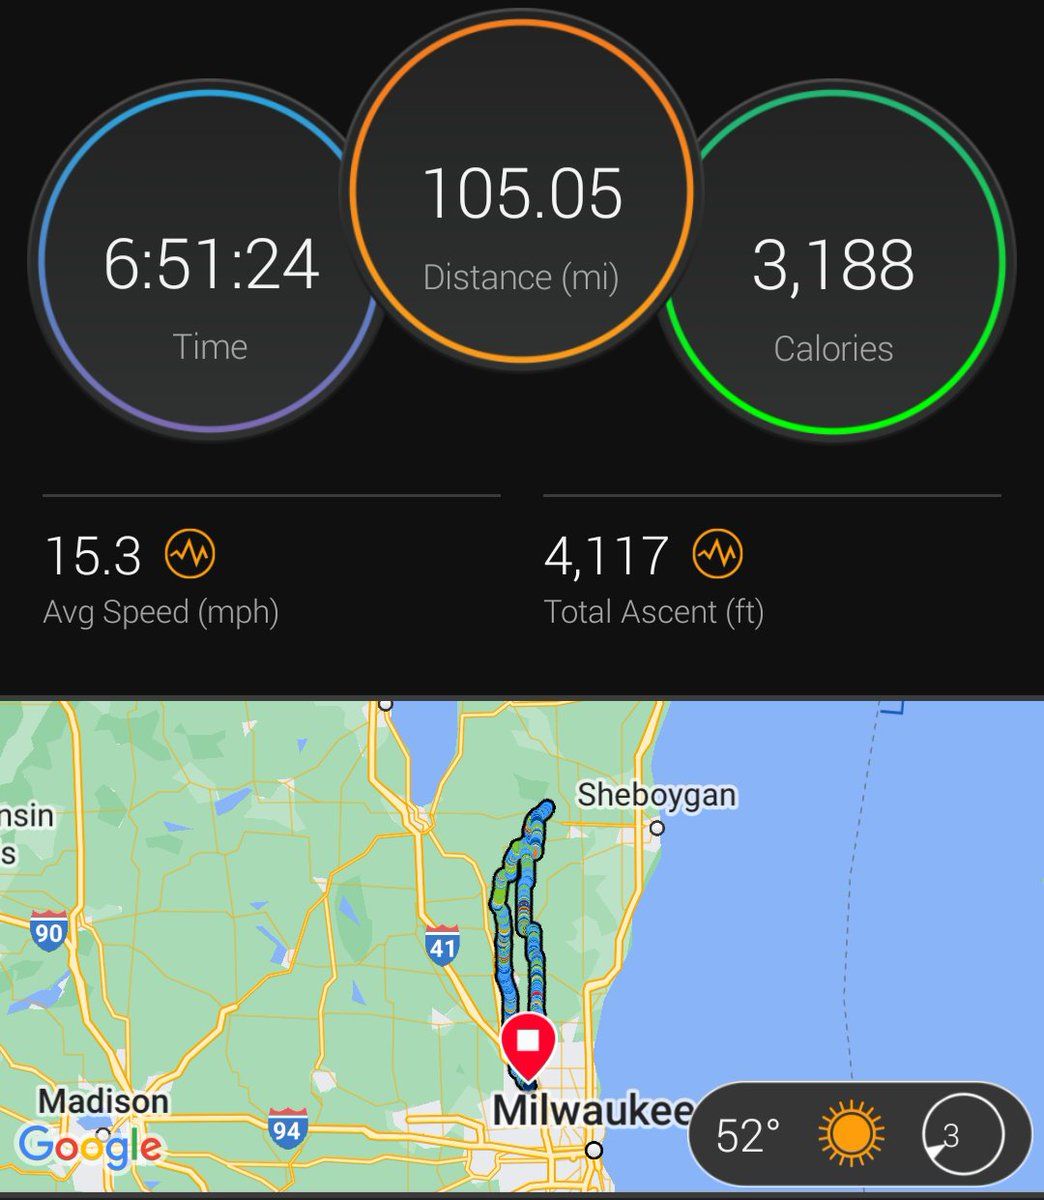 105.05
Distance (mi)
6:51:24
Time
3,188
Calories
15.3
Avg Speed (mph)
4,117
Total Ascent (ft)
Sheboygan
nsin
s
90
41
Madison
94
Milwaukee
Google
52°
3